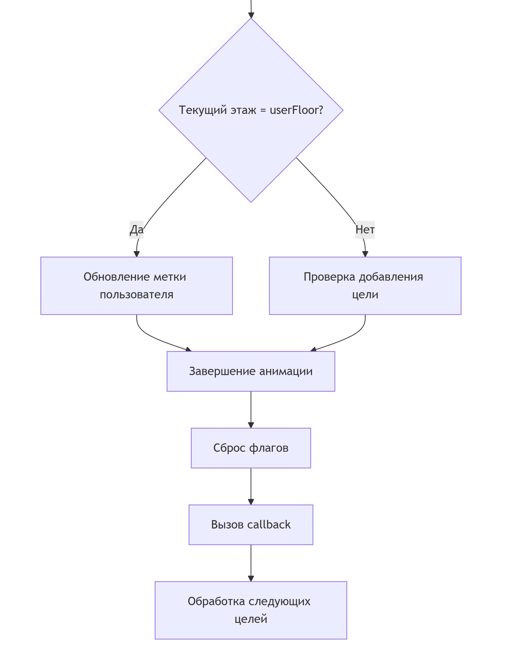 Текущий этаж = userFloor?
Да
Нет
Обновление метки
пользователя
Проверка добавления
цели
Завершение анимации
Сброс флагов
Вызов callback
Обработка следующих
целей